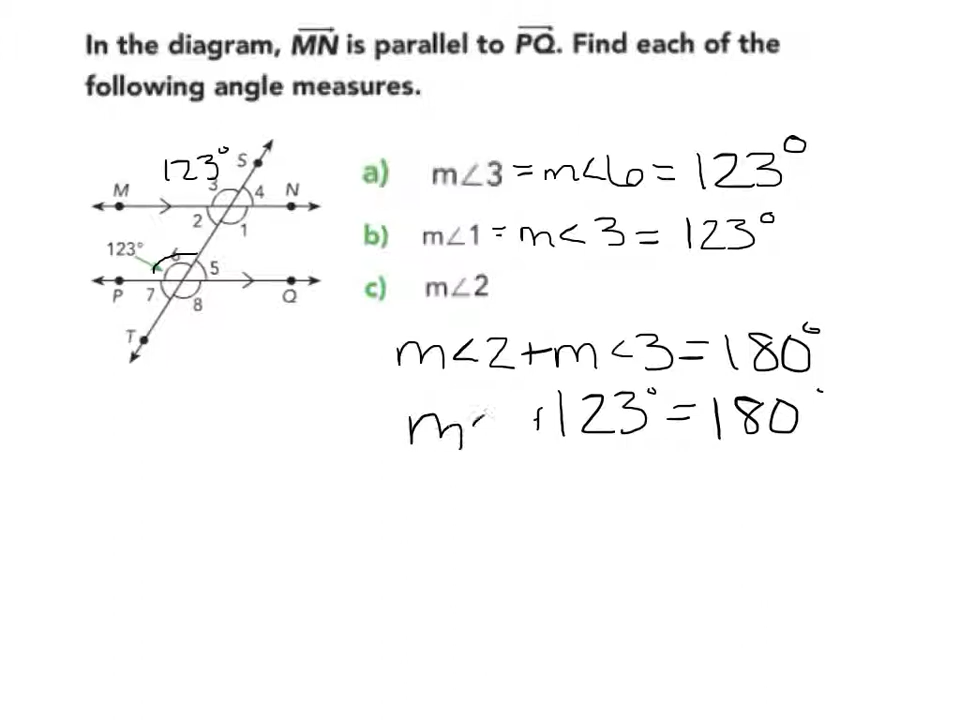 In the diagram, MN is parallel to PQ. Find each of the
following angle measures.
123° S
M 3 4 N
2 1
123° 6 5
P 7 8 Q
T
a) m∠3 = m<6 = 123°
b) m∠1 = m<3 = 123°
c) m∠2
m<2+m<3=180°
m< +123°=180°